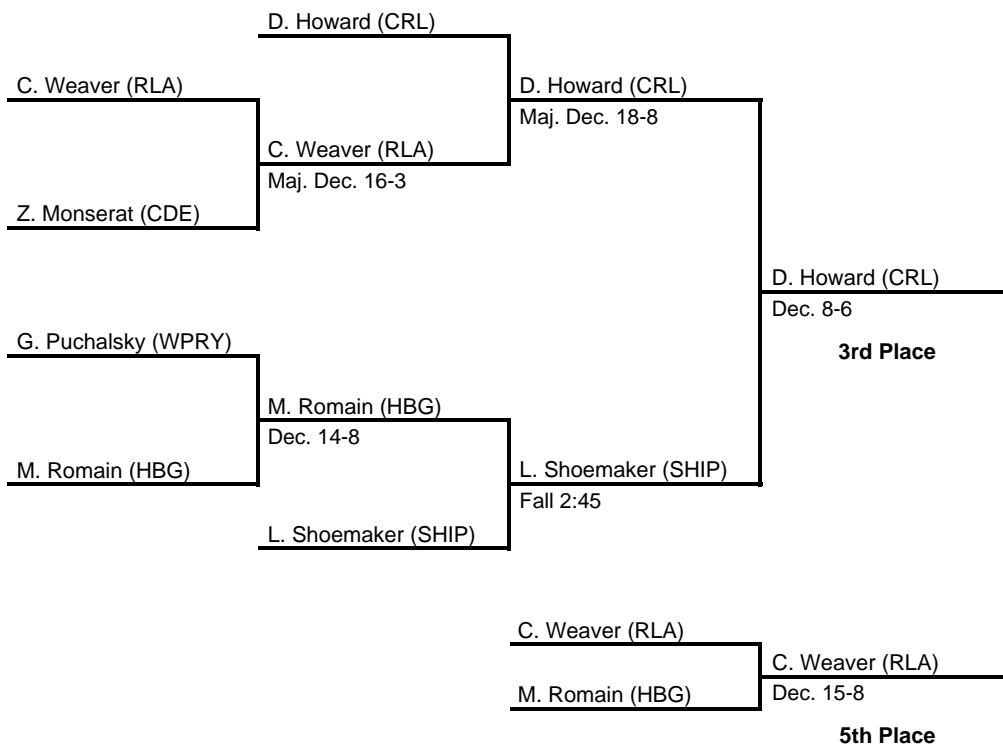 D. Howard (CRL)
C. Weaver (RLA)
D. Howard (CRL)
Maj. Dec. 18-8
C. Weaver (RLA)
Maj. Dec. 16-3
Z. Monserat (CDE)
D. Howard (CRL)
Dec. 8-6
G. Puchalsky (WPRY)
3rd Place
M. Romain (HBG)
Dec. 14-8
M. Romain (HBG)
L. Shoemaker (SHIP)
Fall 2:45
L. Shoemaker (SHIP)
C. Weaver (RLA)
C. Weaver (RLA)
Dec. 15-8
M. Romain (HBG)
5th Place